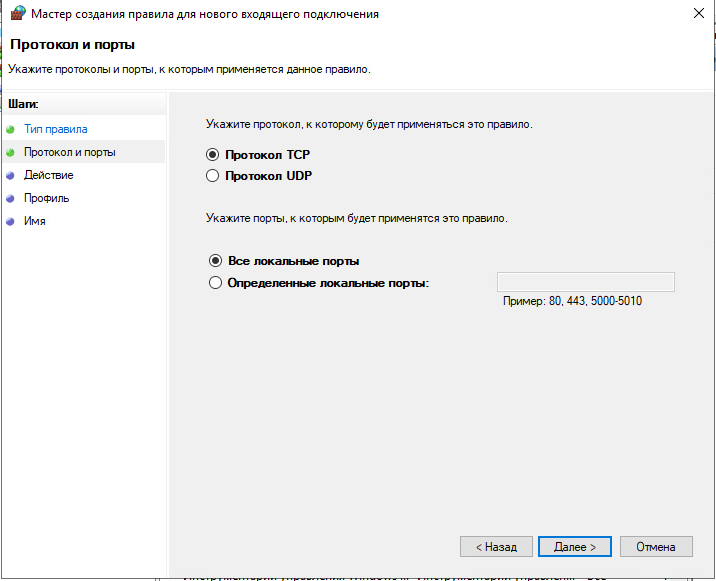 Мастер создания правила для нового входящего подключения
Протокол и порты
Укажите протоколы и порты, к которым применяется данное правило.
Шаги:
Тип правила
Протокол и порты
Действие
Профиль
Имя
Укажите протокол, к которому будет применяться это правило.
Протокол TCP
Протокол UDP
Укажите порты, к которым будет применятся это правило.
Все локальные порты
Определенные локальные порты:
Пример: 80, 443, 5000-5010
< Назад
Далее >
Отмена